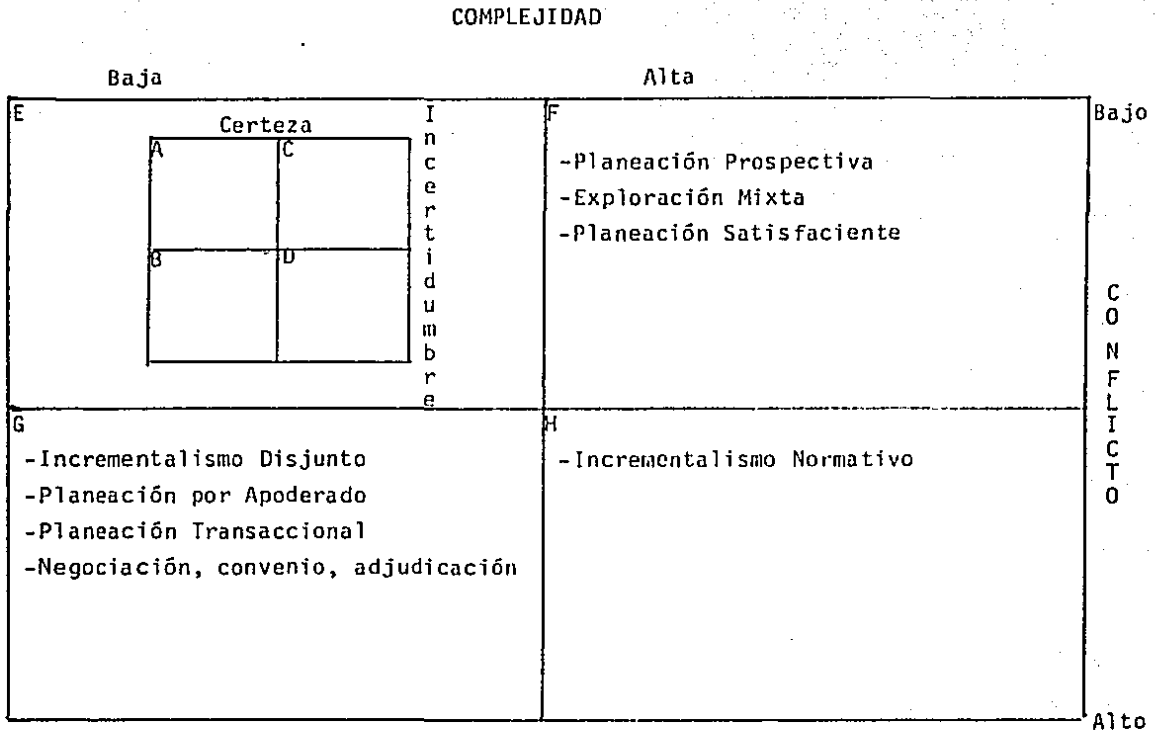 COMPLEJIDAD
Baja Alta
E Certeza Incertidumbre F Bajo
A C
-Planeación Prospectiva
-Exploración Mixta
-Planeación Satisfaciente
B D
CONFLICTO
G H
-Incrementalismo Disjunto -Incrementalismo Normativo
-Planeación por Apoderado
-Planeación Transaccional
-Negociación, convenio, adjudicación
Alto